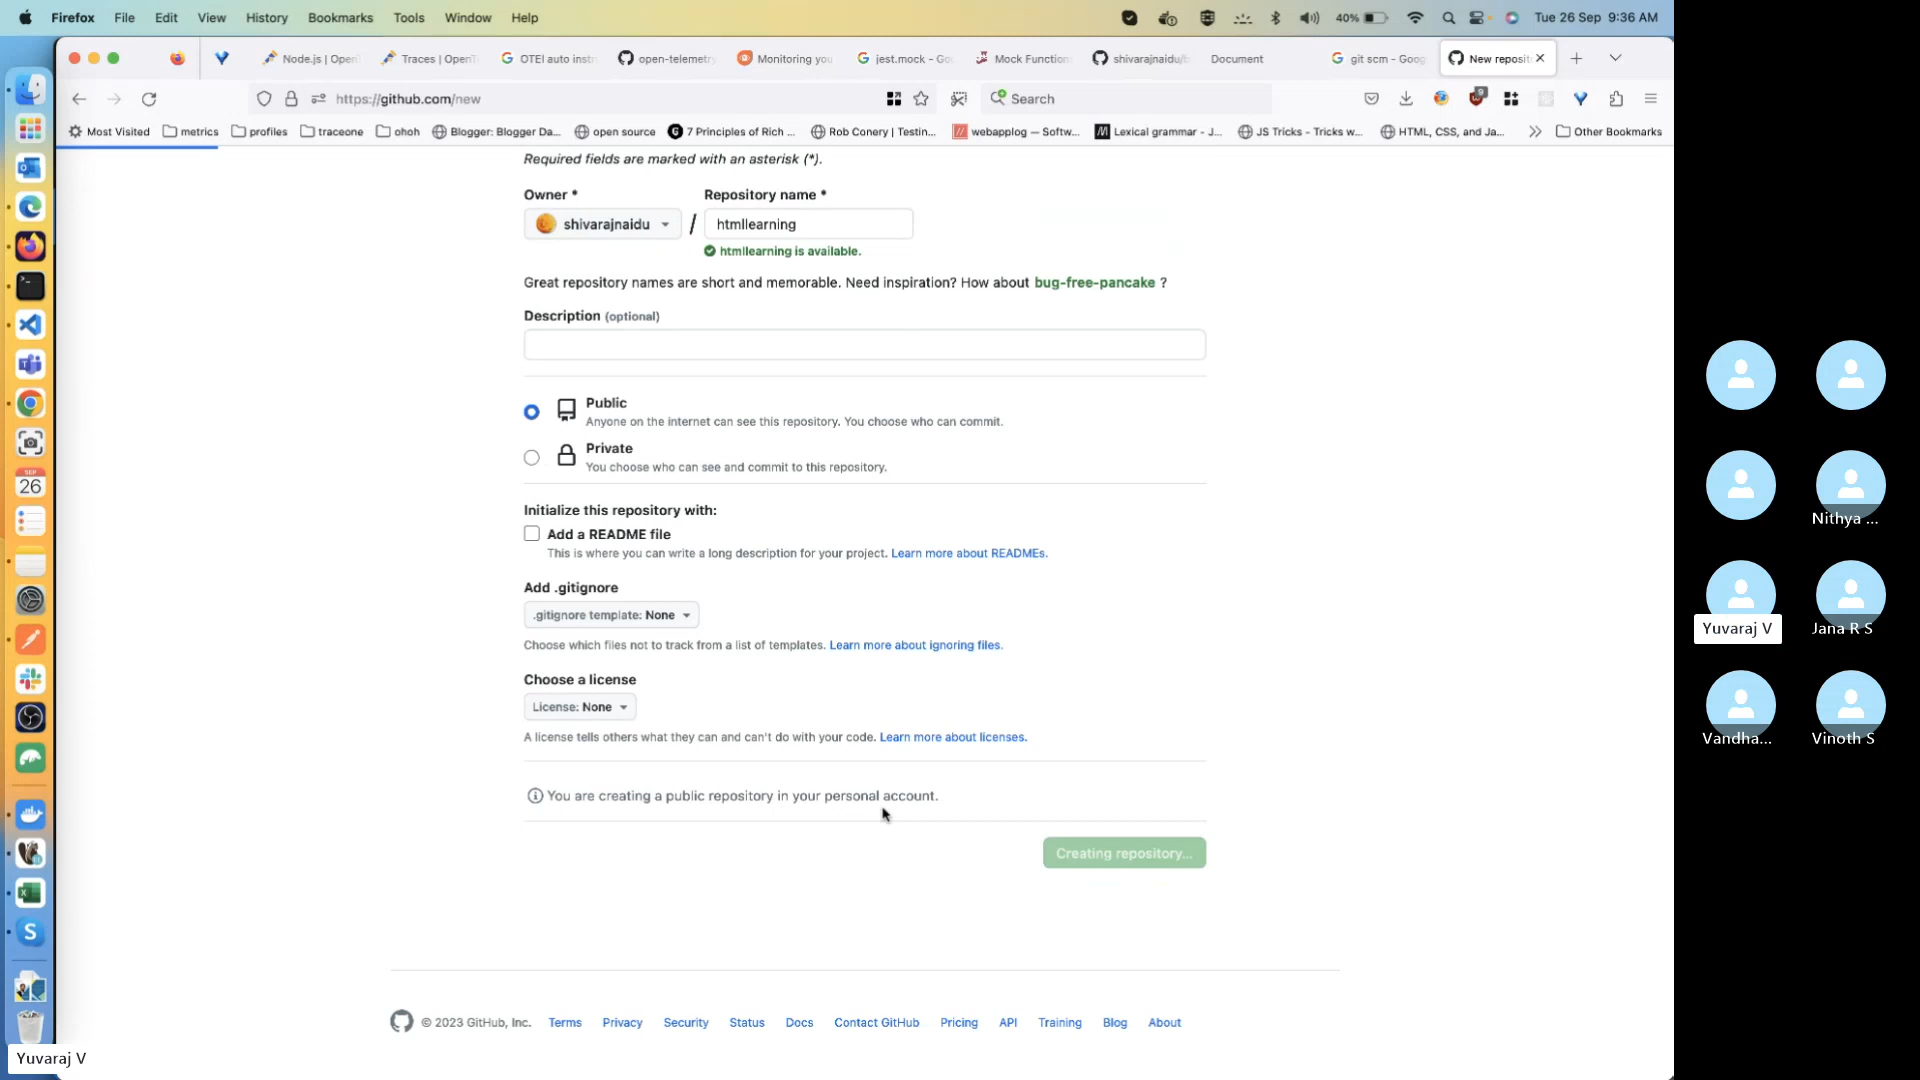 Firefox File Edit View History Bookmarks Tools Window Help 40% Tue 26 Sep 9:36 AM
Node.js | Open Traces | OpenT OTEl auto inst open-telemetry Monitoring you jest.mock - Go Mock Function shivarajnaidu/ Document git scm - Goog New reposit
https://github.com/new Search 9
Most Visited metrics profiles traceone ohoh Blogger: Blogger Da... open source 7 Principles of Rich ... Rob Conery | Testin... webapplog — Softw... Lexical grammar - J... JS Tricks - Tricks w... HTML, CSS, and Ja... Other Bookmarks
Required fields are marked with an asterisk (*).
Owner * Repository name *
shivarajnaidu / htmllearning
htmllearning is available.
Great repository names are short and memorable. Need inspiration? How about bug-free-pancake ?
Description (optional)
Public
Anyone on the internet can see this repository. You choose who can commit.
Private
You choose who can see and commit to this repository.
Initialize this repository with:
Add a README file
This is where you can write a long description for your project. Learn more about READMEs.
Add .gitignore
.gitignore template: None
Choose which files not to track from a list of templates. Learn more about ignoring files.
Choose a license
License: None
A license tells others what they can and can't do with your code. Learn more about licenses.
You are creating a public repository in your personal account.
Creating repository...
© 2023 GitHub, Inc. Terms Privacy Security Status Docs Contact GitHub Pricing API Training Blog About
SEP
26
Yuvaraj V
Nithya ...
Yuvaraj V
Jana R S
Vandha...
Vinoth S